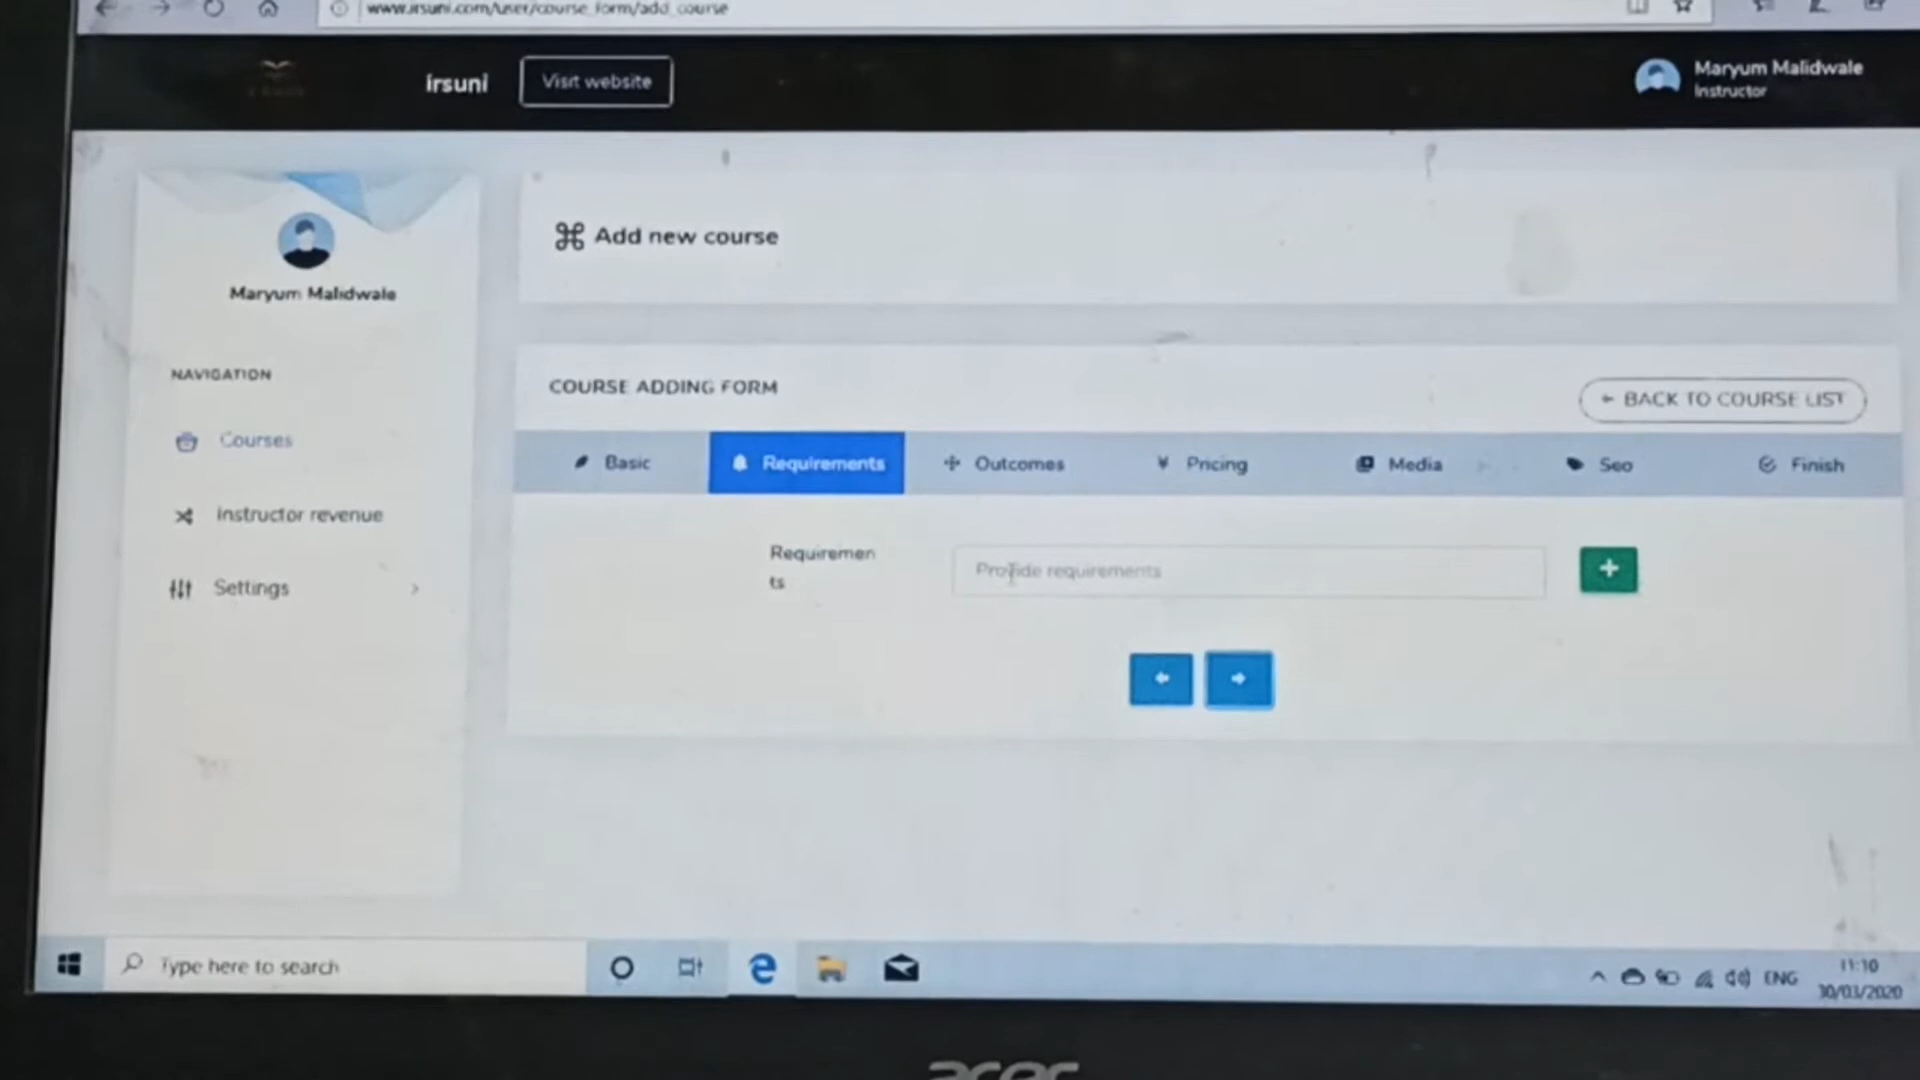 www.irsuni.com/user/course_form/add_course
irsuni
Visit website
Maryum Malidwale
Instructor
Maryum Malidwale
NAVIGATION
Courses
Instructor revenue
Settings
Add new course
COURSE ADDING FORM
BACK TO COURSE LIST
Basic
Requirements
Outcomes
Pricing
Media
Seo
Finish
Requiremen
ts
Provide requirements
Type here to search
ENG
11:10
30/03/2020
acer